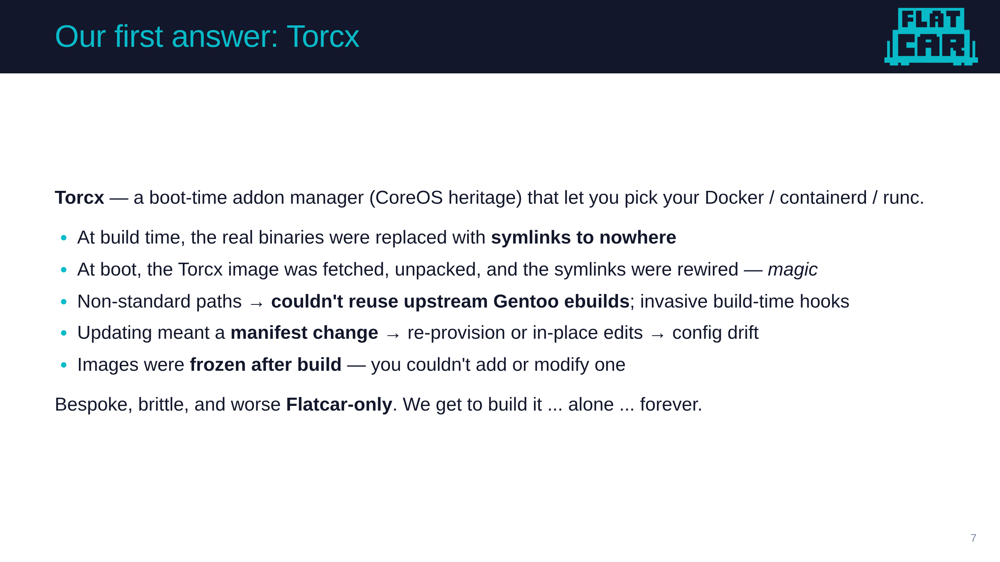 Our first answer: Torcx
FLAT
CAR
Torcx — a boot-time addon manager (CoreOS heritage) that let you pick your Docker / containerd / runc.
• At build time, the real binaries were replaced with symlinks to nowhere
• At boot, the Torcx image was fetched, unpacked, and the symlinks were rewired — magic
• Non-standard paths → couldn't reuse upstream Gentoo ebuilds; invasive build-time hooks
• Updating meant a manifest change → re-provision or in-place edits → config drift
• Images were frozen after build — you couldn't add or modify one
Bespoke, brittle, and worse Flatcar-only. We get to build it ... alone ... forever.
7